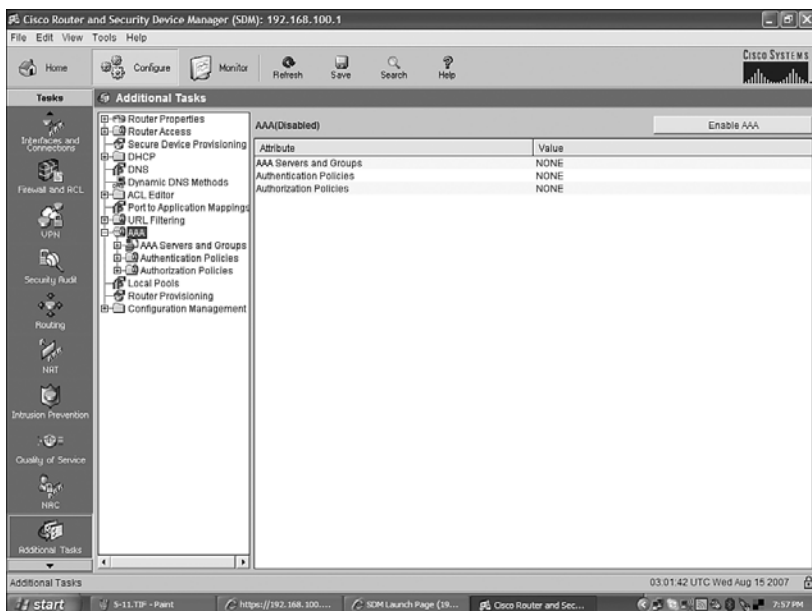 Cisco Router and Security Device Manager (SDM): 192.168.100.1
File Edit View Tools Help
Home Configure Monitor Refresh Save Search Help
CISCO SYSTEMS
Tasks
Additional Tasks
Interfaces and Connections
Firewall and ACL
VPN
Security Audit
Routing
NAT
Intrusion Prevention
Quality of Service
NAC
Additional Tasks
Router Properties
Router Access
Secure Device Provisioning
DHCP
DNS
Dynamic DNS Methods
ACL Editor
Port to Application Mappings
URL Filtering
AAA
AAA Servers and Groups
Authentication Policies
Authorization Policies
Local Pools
Router Provisioning
Configuration Management
AAA(Disabled)
Enable AAA
Attribute Value
AAA Servers and Groups NONE
Authentication Policies NONE
Authorization Policies NONE
Additional Tasks
03:01:42 UTC Wed Aug 15 2007
start
5-11.TIF - Paint
https://192.168.100....
SDM Launch Page (19...
Cisco Router and Sec...
7:57 PM